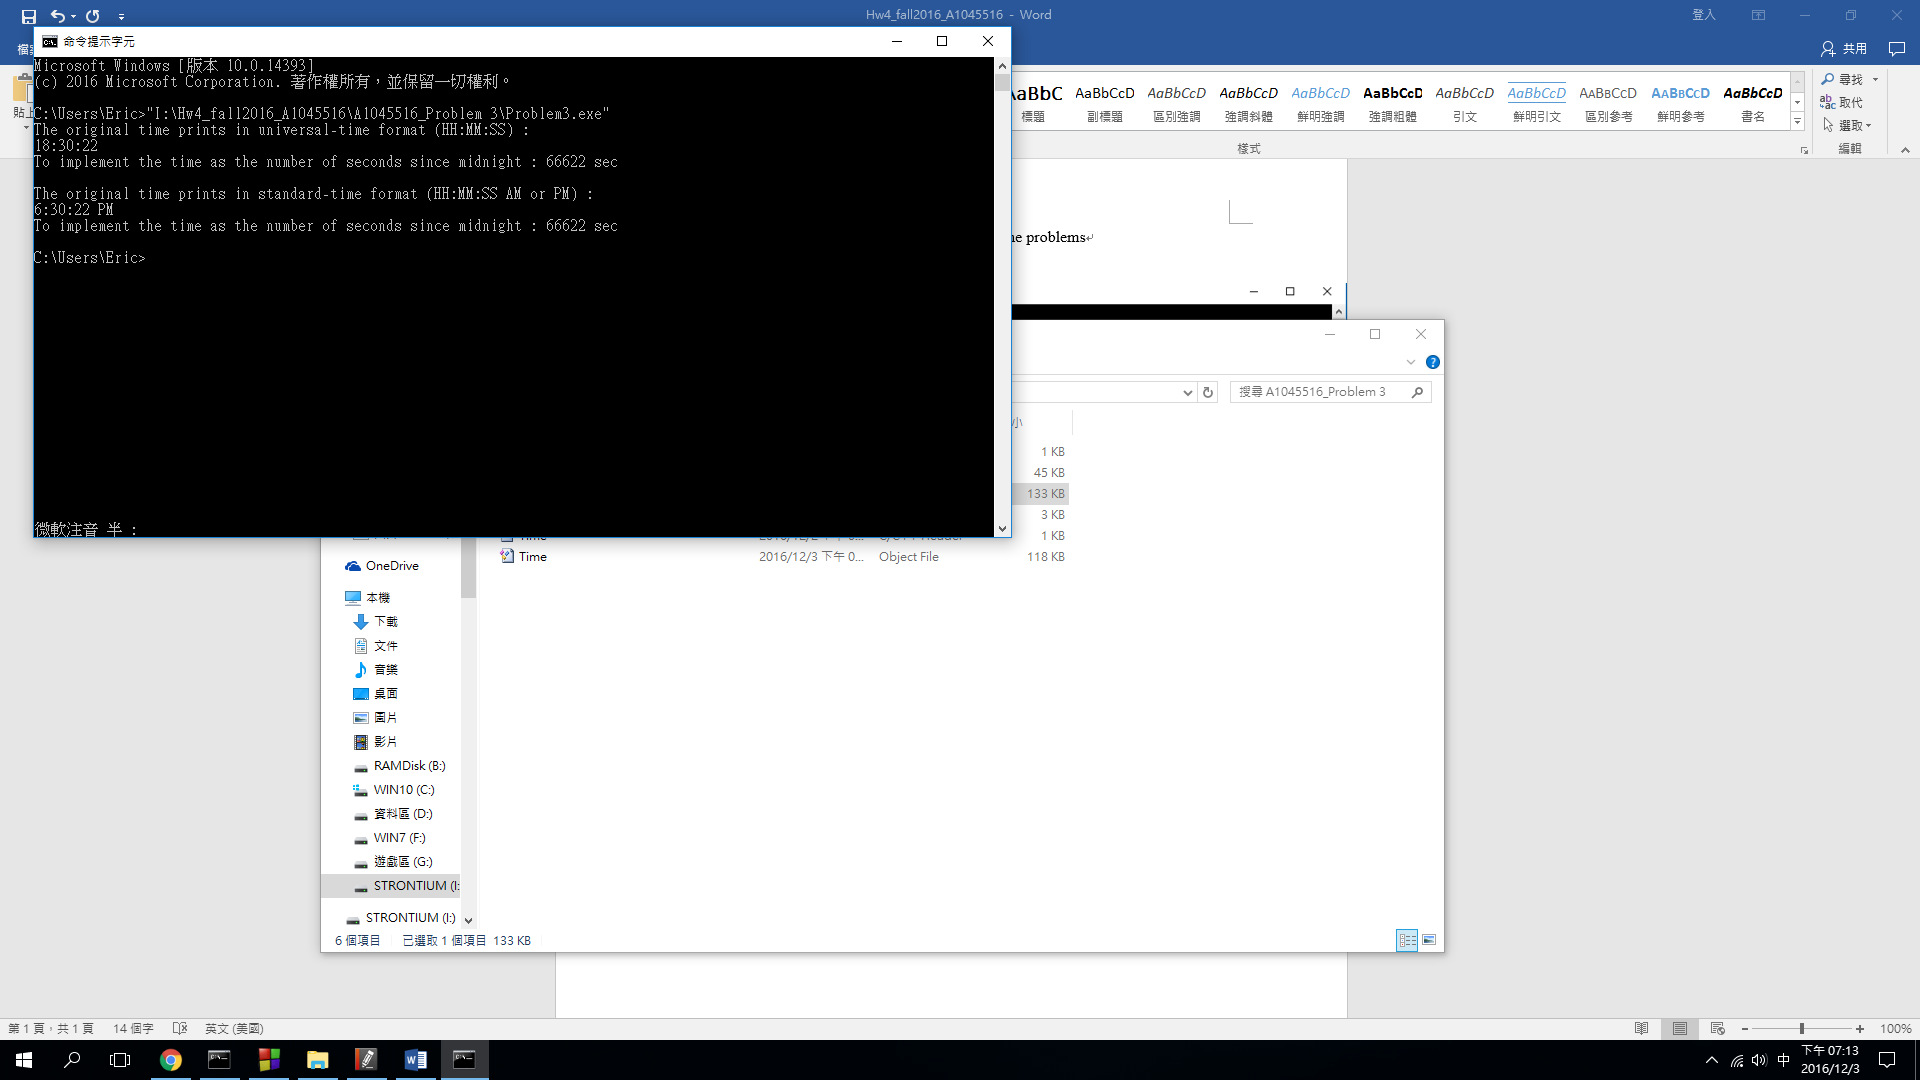 Hw4_fall2016_A1045516 - Word
登入
共用
命令提示字元
Microsoft Windows [版本 10.0.14393]
(c) 2016 Microsoft Corporation. 著作權所有，並保留一切權利。
C:\Users\Eric>"I:\Hw4_fall2016_A1045516\A1045516_Problem 3\Problem3.exe"
The original time prints in universal-time format (HH:MM:SS) :
18:30:22
To implement the time as the number of seconds since midnight : 66622 sec
The original time prints in standard-time format (HH:MM:SS AM or PM) :
6:30:22 PM
To implement the time as the number of seconds since midnight : 66622 sec
C:\Users\Eric>
微軟注音 半 :
貼上
AaBbC AaBbCcD AaBbCcD AaBbCcD AaBbCcD AaBbCcD AaBbCcD AaBbCcD AaBbCcD AaBbCcD AaBbCcD
標題 副標題 區別強調 強調斜體 鮮明強調 強調粗體 引文 鮮明引文 區別參考 鮮明參考 書名
樣式
尋找
取代
選取
編輯
he problems
搜尋 A1045516_Problem 3
小
1 KB
45 KB
133 KB
3 KB
1 KB
Time 2016/12/3 下午 0... Object File 118 KB
OneDrive
本機
下載
文件
音樂
桌面
圖片
影片
RAMDisk (B:)
WIN10 (C:)
資料區 (D:)
WIN7 (F:)
遊戲區 (G:)
STRONTIUM (I:
STRONTIUM (I:)
6 個項目 已選取 1 個項目 133 KB
第 1 頁，共 1 頁 14 個字 英文 (美國)
100%
中
下午 07:13
2016/12/3